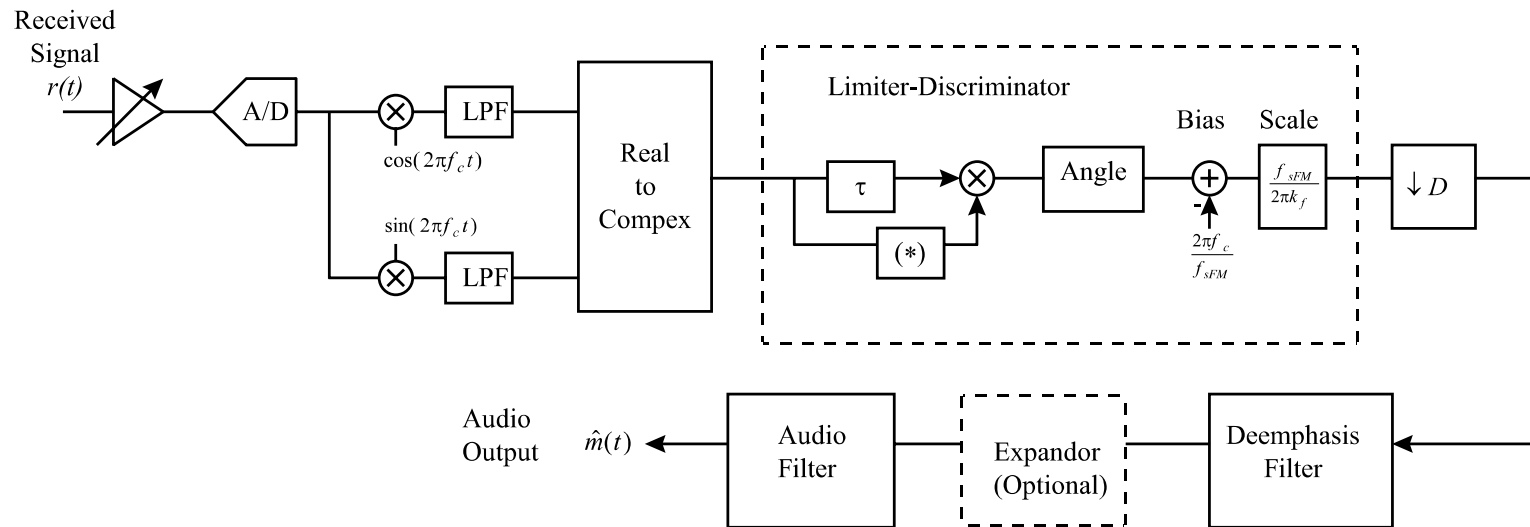 Received
Signal
r(t)
A/D
LPF
cos(2πf_c t)
sin(2πf_c t)
LPF
Real
to
Compex
Limiter-Discriminator
τ
(*)
Angle
Bias
-
2πf_c
f_sFM
Scale
f_sFM
2πk_f
↓ D
Audio
Output
m̂(t)
Audio
Filter
Expandor
(Optional)
Deemphasis
Filter